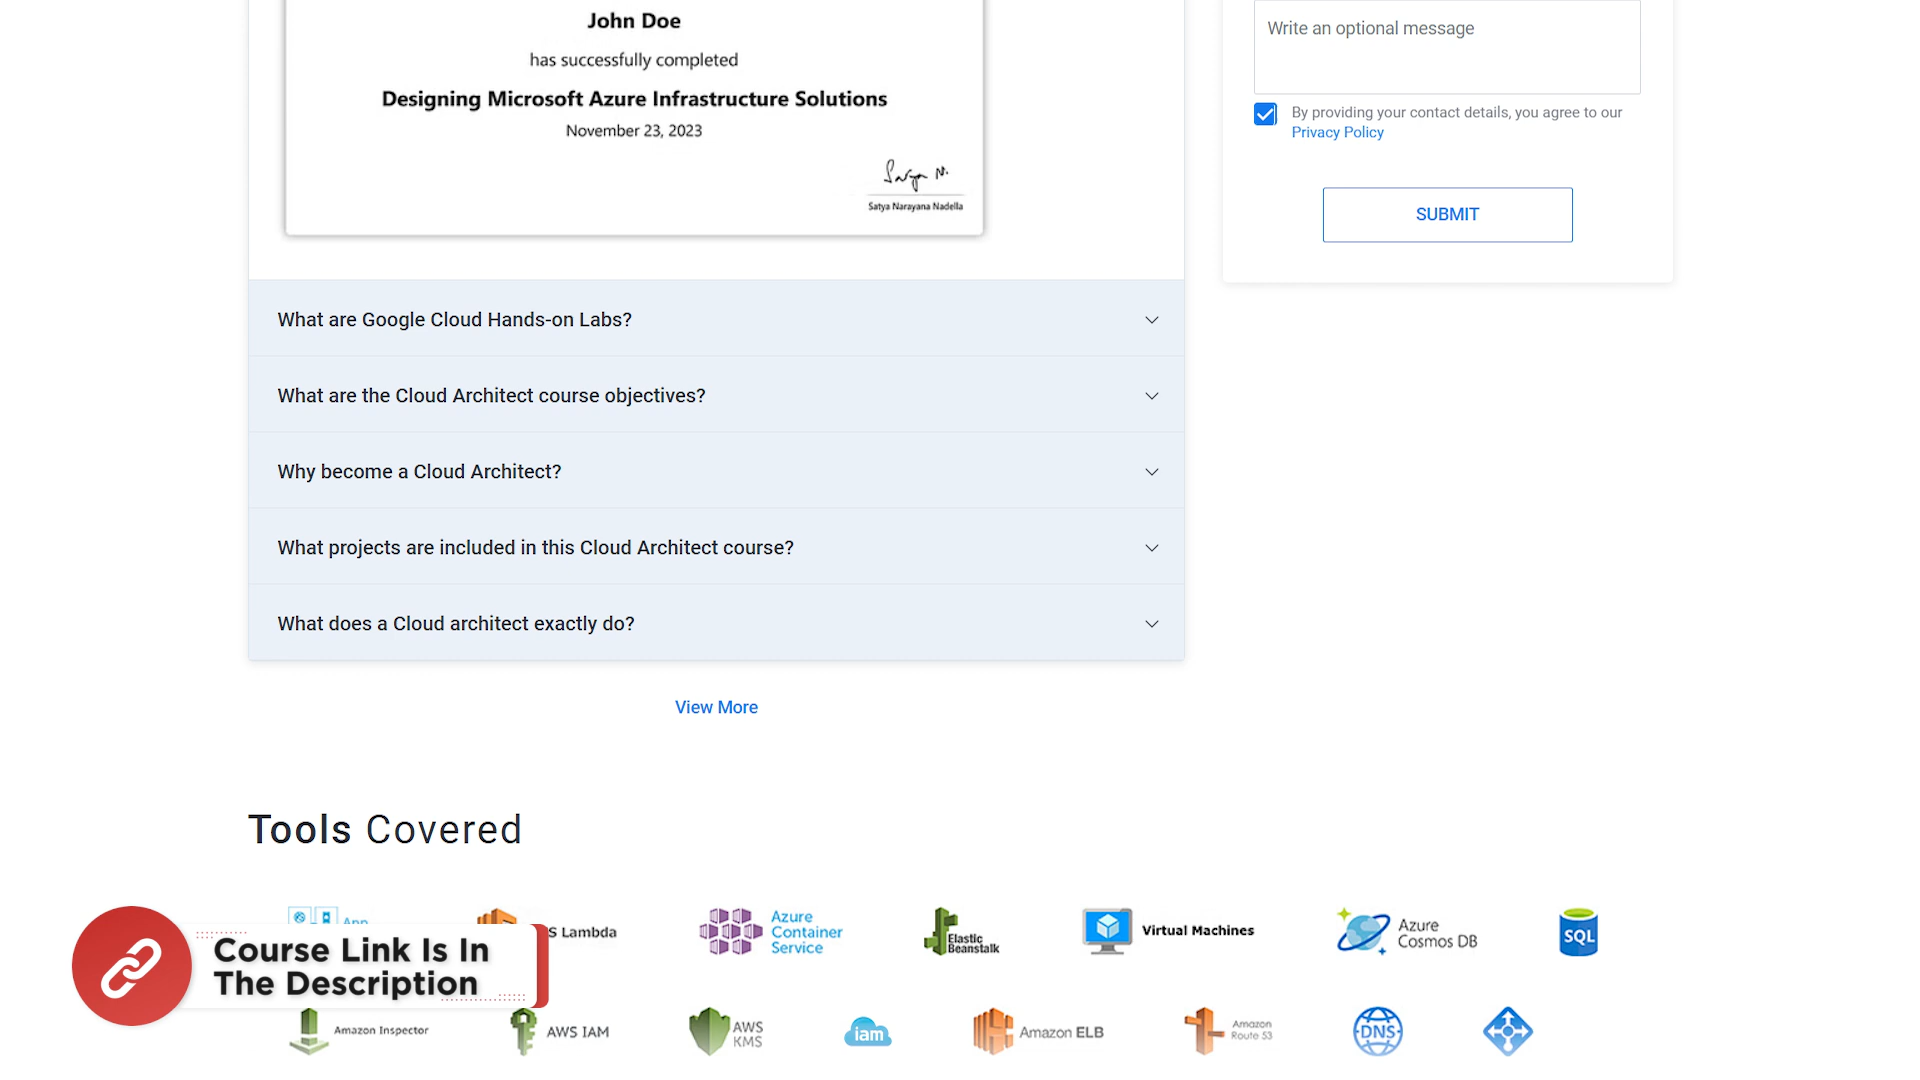 John Doe
has successfully completed
Designing Microsoft Azure Infrastructure Solutions
November 23, 2023
Satya Narayana Nadella
Write an optional message
By providing your contact details, you agree to our
Privacy Policy
SUBMIT
What are Google Cloud Hands-on Labs?
What are the Cloud Architect course objectives?
Why become a Cloud Architect?
What projects are included in this Cloud Architect course?
What does a Cloud architect exactly do?
View More
Tools Covered
App
S Lambda
Azure
Container
Service
Elastic
Beanstalk
Virtual Machines
Azure
Cosmos DB
SQL
Course Link Is In
The Description
Amazon Inspector
AWS IAM
AWS
KMS
iam
Amazon ELB
Amazon
Route 53
DNS